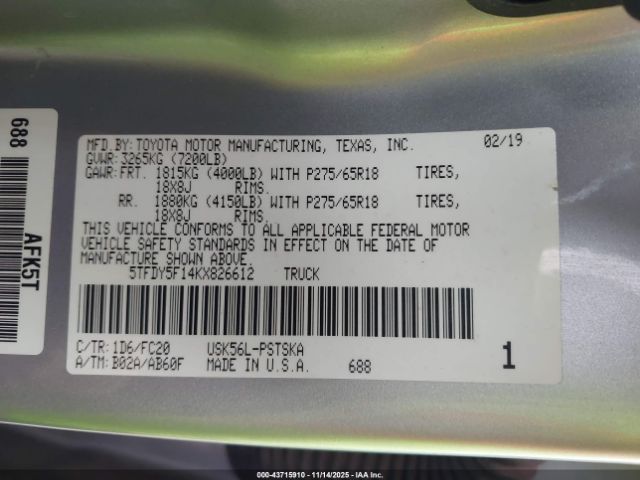 MFD.BY:TOYOTA MOTOR MANUFACTURING, TEXAS, INC. 02/19
GVWR:3265KG (7200LB)
GAWR:FRT. 1815KG (4000LB) WITH P275/65R18 TIRES,
18X8J RIMS.
RR. 1880KG (4150LB) WITH P275/65R18 TIRES,
18X8J RIMS.
THIS VEHICLE CONFORMS TO ALL APPLICABLE FEDERAL MOTOR
VEHICLE SAFETY STANDARDS IN EFFECT ON THE DATE OF
MANUFACTURE SHOWN ABOVE.
5TFDY5F14KX826612 TRUCK
C/TR:1D6/FC20 USK56L-PSTSKA
A/TM:B02A/AB60F MADE IN U.S.A. 688 1
688
AFK5T
000-43715910 | 11/14/2025 | IAAI, Inc.